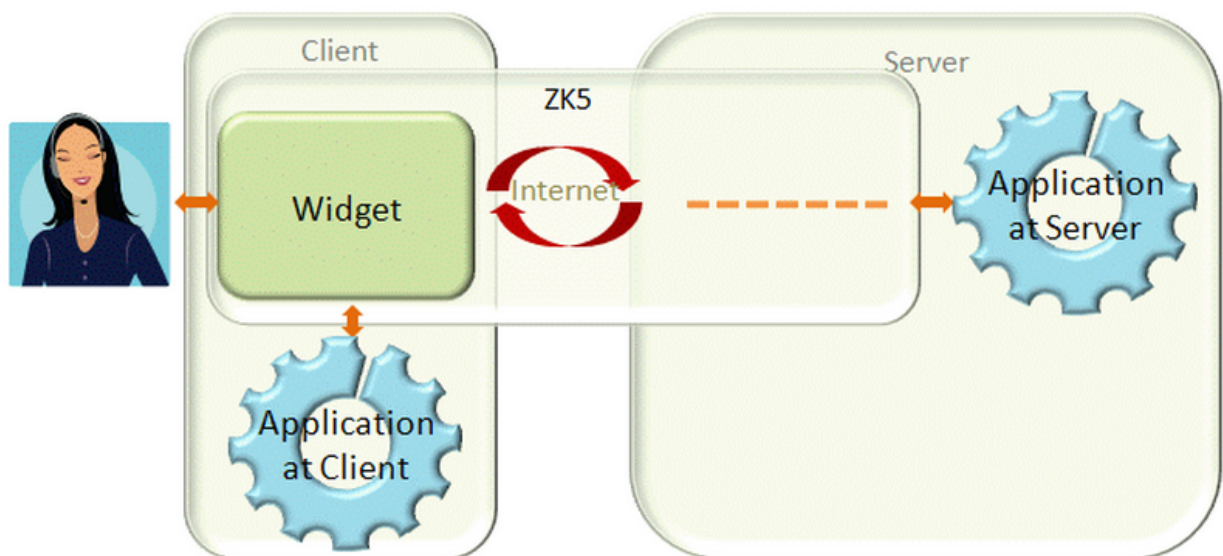 Client
Server
ZK5
Widget
Internet
Application
at Server
Application
at Client